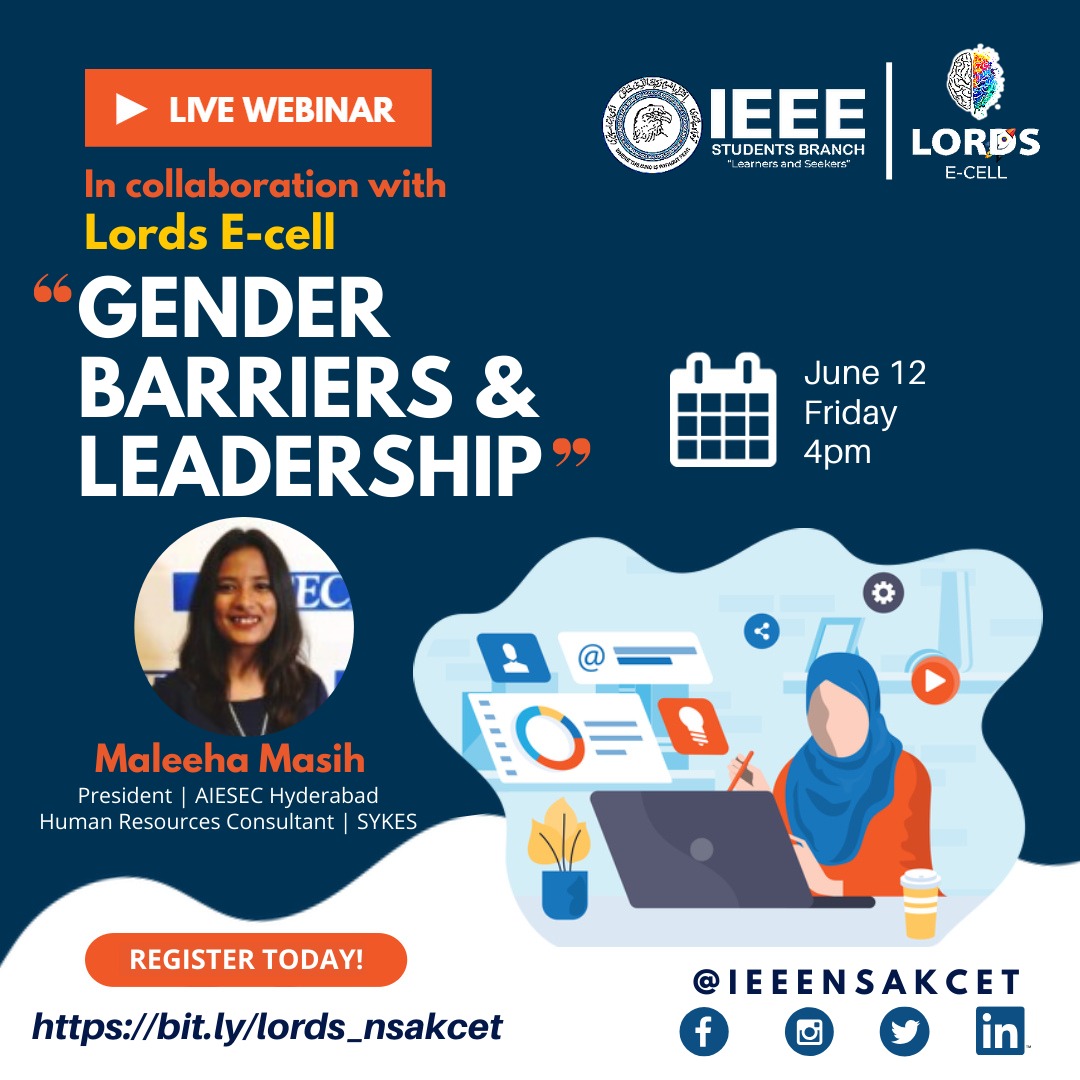 LIVE WEBINAR
In collaboration with
Lords E-cell
“GENDER
BARRIERS &
LEADERSHIP”
IEEE
STUDENTS BRANCH
"Learners and Seekers"
LORDS
E-CELL
June 12
Friday
4pm
EC
@
Maleeha Masih
President | AIESEC Hyderabad
Human Resources Consultant | SYKES
REGISTER TODAY!
https://bit.ly/lords_nsakcet
@IEEENSAKCET
f
in